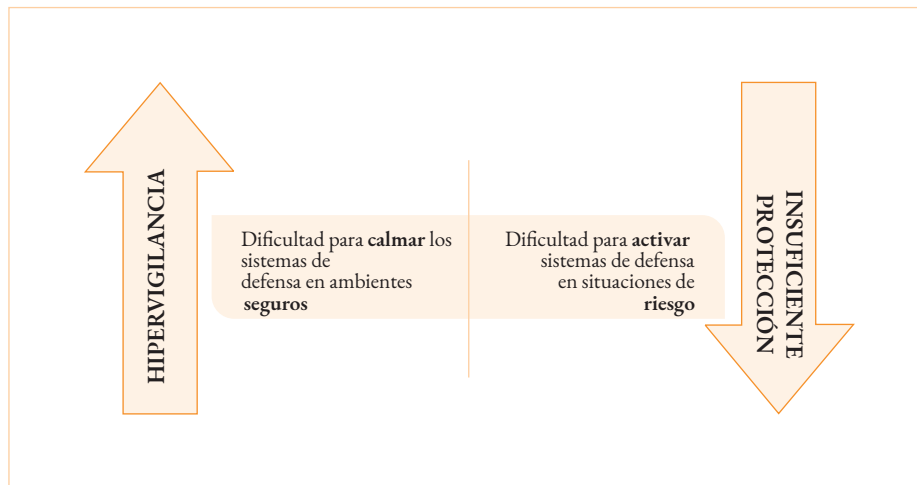 HIPERVIGILANCIA
Dificultad para calmar los
sistemas de
defensa en ambientes
seguros
Dificultad para activar
sistemas de defensa
en situaciones de
riesgo
INSUFICIENTE
PROTECCIÓN